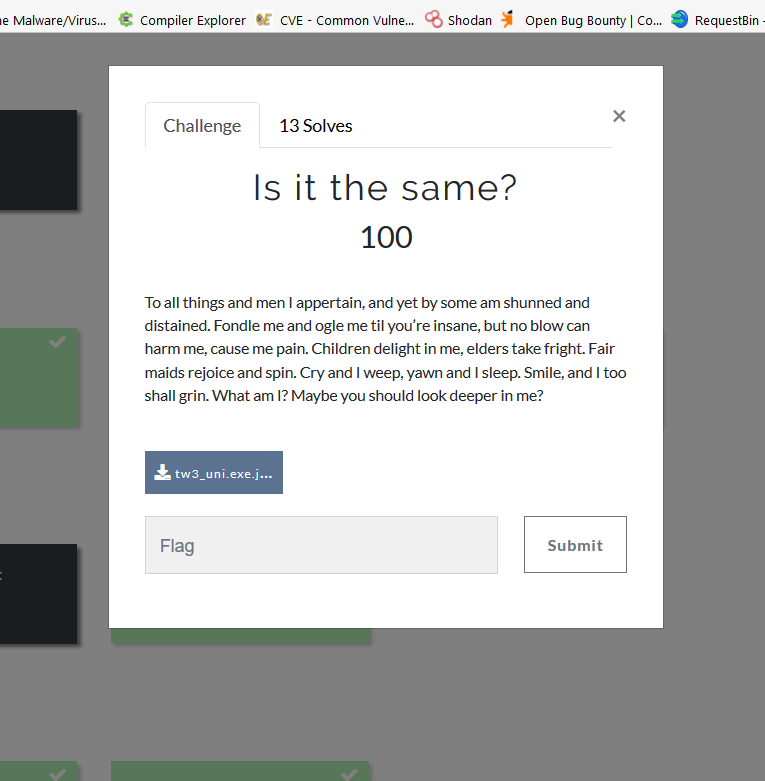 ne Malware/Virus... Compiler Explorer CVE - Common Vulne... Shodan Open Bug Bounty | Co... RequestBin -
Challenge 13 Solves ×
Is it the same?
100
To all things and men I appertain, and yet by some am shunned and
distained. Fondle me and ogle me til you’re insane, but no blow can
harm me, cause me pain. Children delight in me, elders take fright. Fair
maids rejoice and spin. Cry and I weep, yawn and I sleep. Smile, and I too
shall grin. What am I? Maybe you should look deeper in me?
tw3_uni.exe.j...
Flag Submit